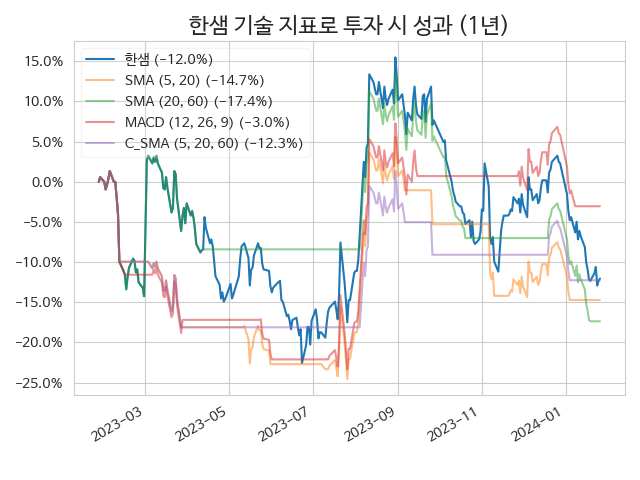 한샘 기술 지표로 투자 시 성과 (1년)
15.0%
10.0%
5.0%
0.0%
−5.0%
−10.0%
−15.0%
−20.0%
−25.0%
한샘 (−12.0%)
SMA (5, 20) (−14.7%)
SMA (20, 60) (−17.4%)
MACD (12, 26, 9) (−3.0%)
C_SMA (5, 20, 60) (−12.3%)
2023−03
2023−05
2023−07
2023−09
2023−11
2024−01